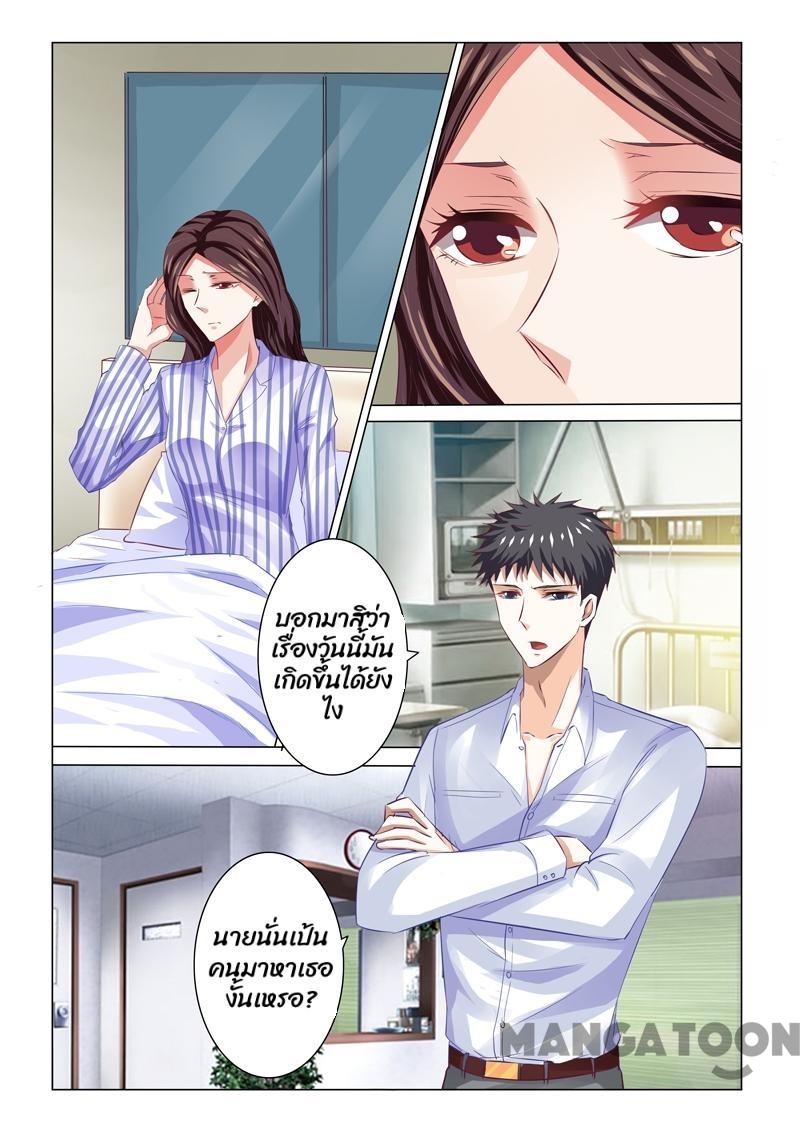 บอกมาสิว่า
เรื่องวันนี้มัน
เกิดขึ้นได้ยัง
ไง
นายนั่นเป็น
คนมาหาเธอ
งั้นเหรอ?
MANGATOON